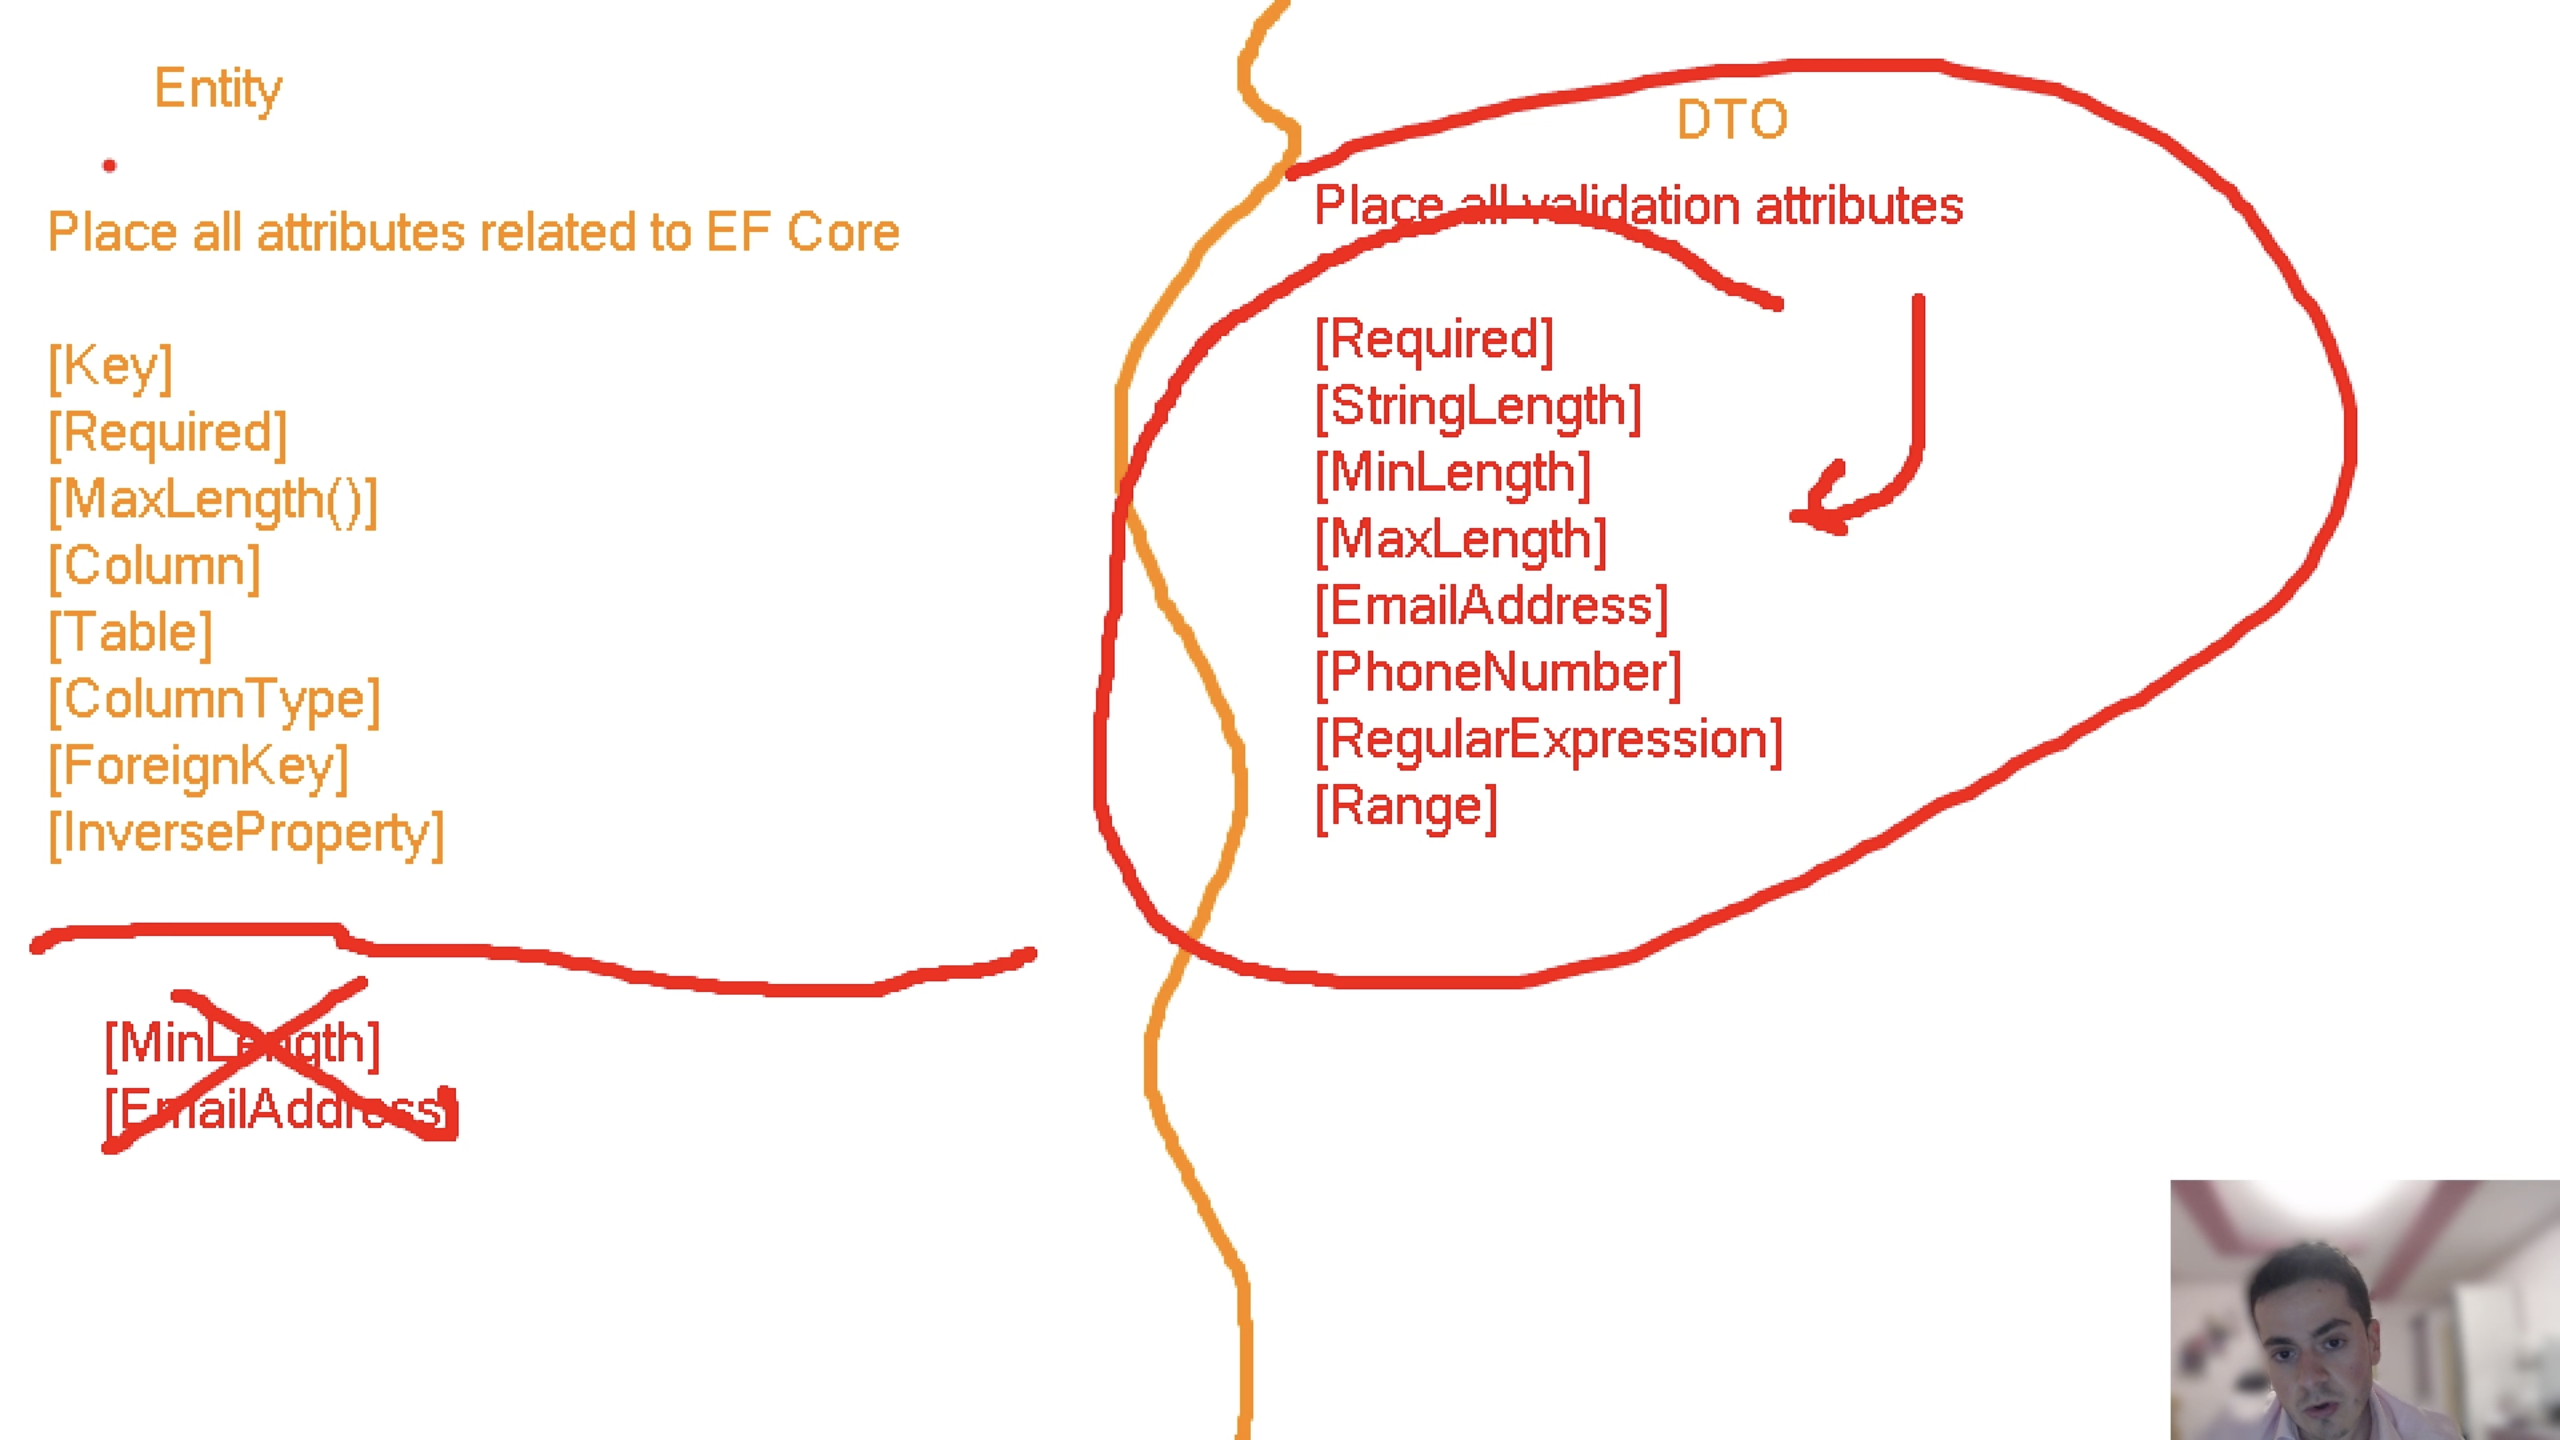 Entity
Place all attributes related to EF Core
[Key]
[Required]
[MaxLength()]
[Column]
[Table]
[ColumnType]
[ForeignKey]
[InverseProperty]
[MinLength]
[EmailAddress]
DTO
Place all validation attributes
[Required]
[StringLength]
[MinLength]
[MaxLength]
[EmailAddress]
[PhoneNumber]
[RegularExpression]
[Range]